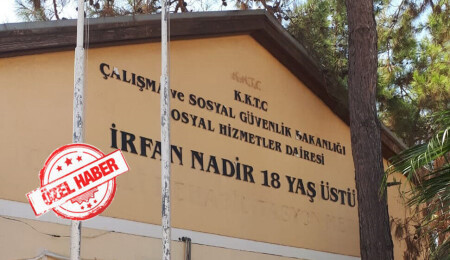 K.K.T.C
K.K.T.C
ÇALIŞMA ve SOSYAL GÜVENLİK BAKANLIĞI
SOSYAL HİZMETLER DAİRESİ
İRFAN NADİR 18 YAŞ ÜSTÜ
ÖZEL HABER